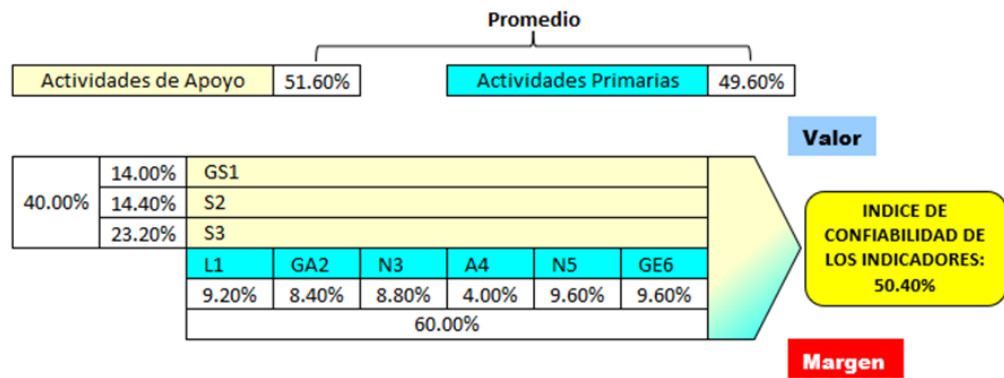 Promedio
Actividades de Apoyo 51.60% Actividades Primarias 49.60%
Valor
40.00%
14.00% GS1
14.40% S2
23.20% S3
L1 GA2 N3 A4 N5 GE6
9.20% 8.40% 8.80% 4.00% 9.60% 9.60%
60.00%
INDICE DE
CONFIABILIDAD DE
LOS INDICADORES:
50.40%
Margen